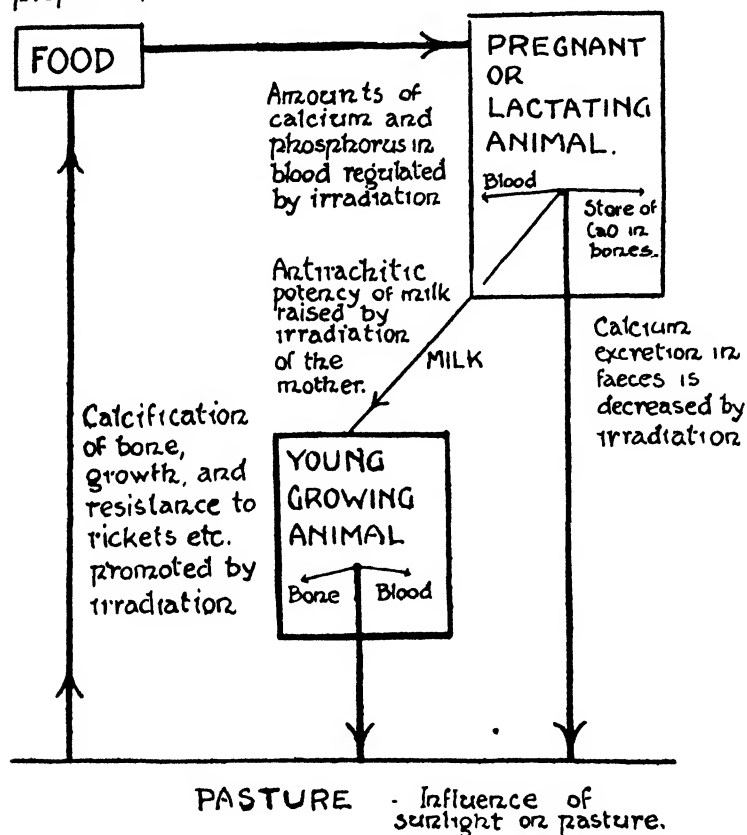 FOOD
PREGNANT
OR
LACTATING
ANIMAL.
Blood
Store of
CaO in
bones.
Amounts of
calcium and
phosphorus in
blood regulated
by irradiation
Antirachitic
potency of milk
raised by
irradiation
of the
mother.
MILK
Calcium
excretion in
faeces is
decreased by
irradiation
Calcification
of bone,
growth, and
resistance to
rickets etc.
promoted by
irradiation
YOUNG
GROWING
ANIMAL
Bone
Blood
PASTURE - Influence of
sunlight on pasture.